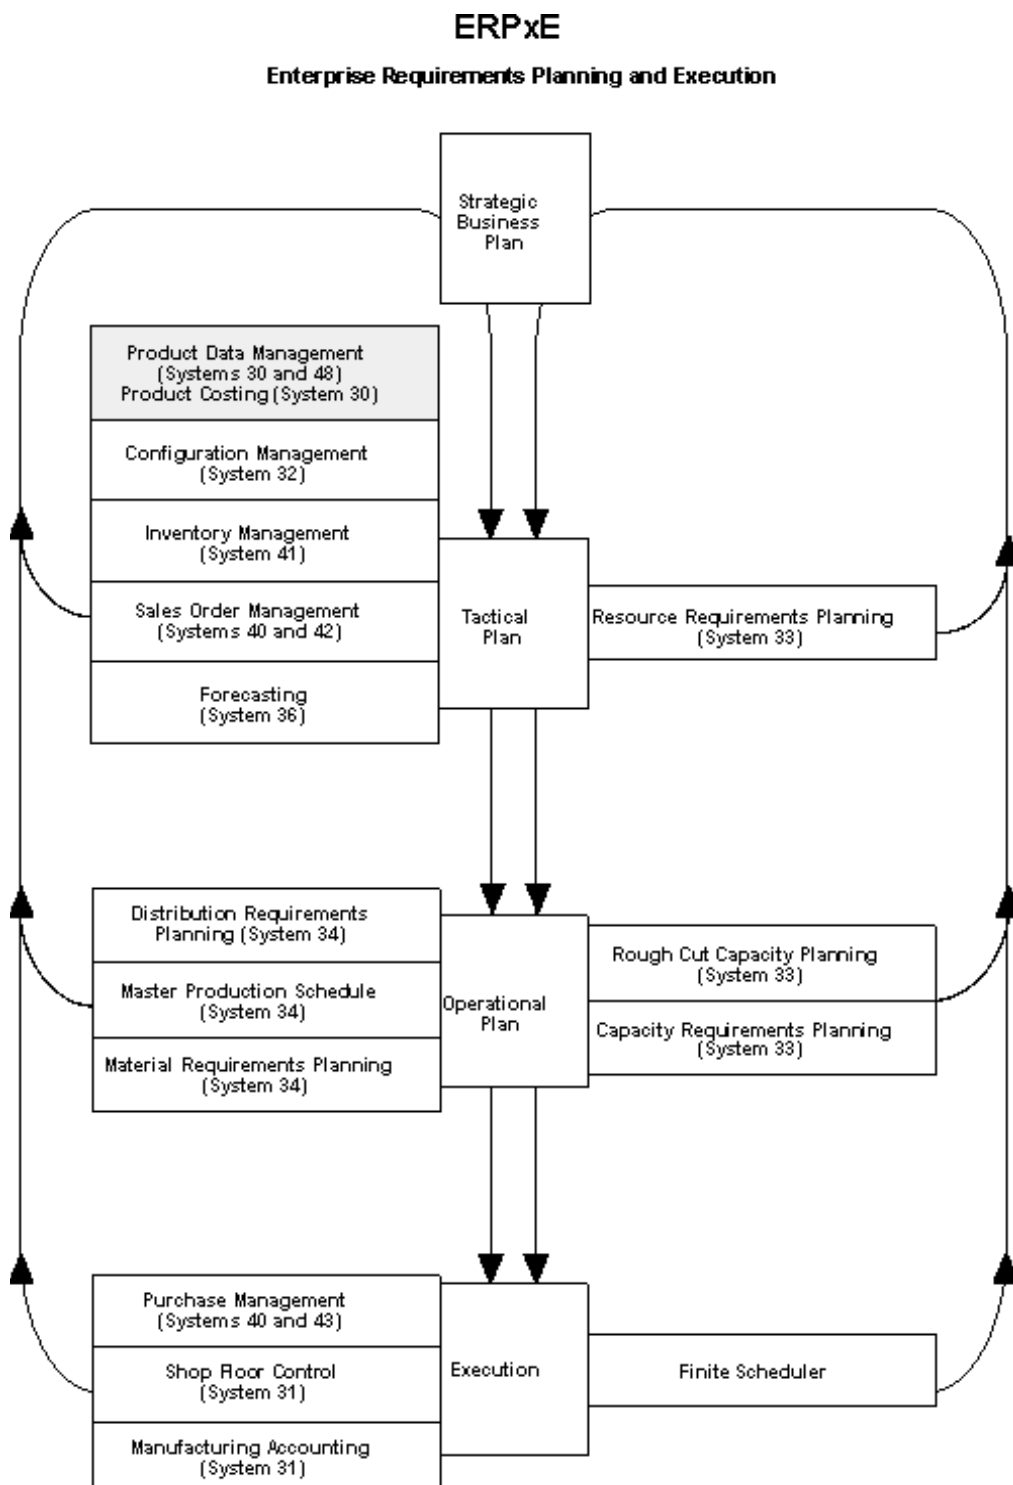 ERPxE
Enterprise Requirements Planning and Execution
Strategic
Business
Plan
Product Data Management
(Systems 30 and 48)
Product Costing (System 30)
Configuration Management
(System 32)
Inventory Management
(System 41)
Sales Order Management
(Systems 40 and 42)
Forecasting
(System 36)
Tactical
Plan
Resource Requirements Planning
(System 33)
Distribution Requirements
Planning (System 34)
Master Production Schedule
(System 34)
Material Requirements Planning
(System 34)
Operational
Plan
Rough Cut Capacity Planning
(System 33)
Capacity Requirements Planning
(System 33)
Purchase Management
(Systems 40 and 43)
Shop Floor Control
(System 31)
Manufacturing Accounting
(System 31)
Execution
Finite Scheduler